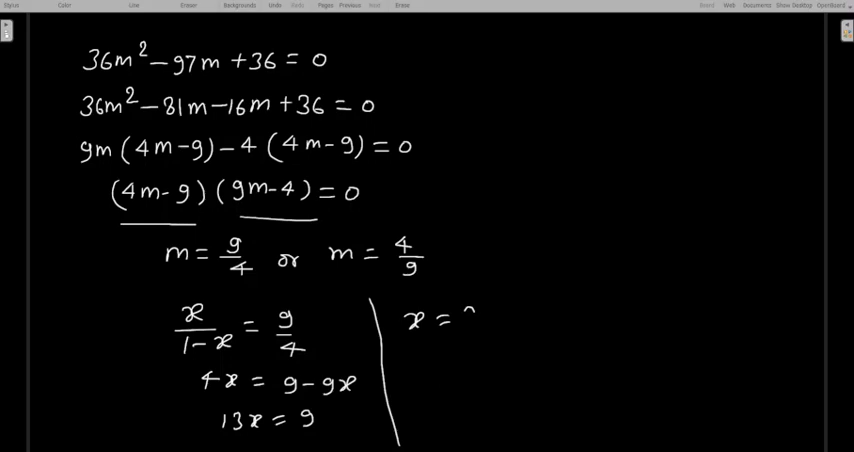 Stylus Color Line Eraser Backgrounds Undo Redo Pages Previous Next Erase Board Web Documents Show Desktop OpenBoard
36m² - 97m + 36 = 0
36m² - 81m - 16m + 36 = 0
9m (4m - 9) - 4 (4m - 9) = 0
(4m - 9) (9m - 4) = 0
m = 9/4 or m = 4/9
x/(1-x) = 9/4
4x = 9 - 9x
13x = 9
x =